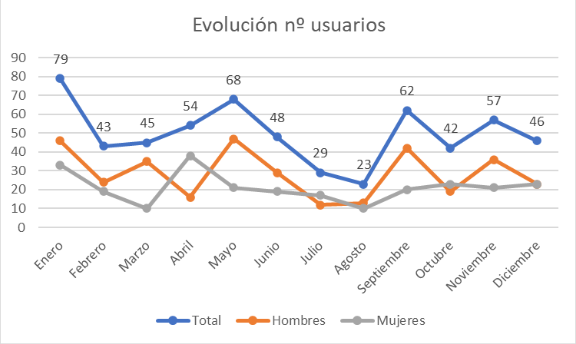 Evolución nº usuarios
90
80
70
60
50
40
30
20
10
0
79
43
45
54
68
48
29
23
62
42
57
46
Enero
Febrero
Marzo
Abril
Mayo
Junio
Julio
Agosto
Septiembre
Octubre
Noviembre
Diciembre
Total Hombres Mujeres